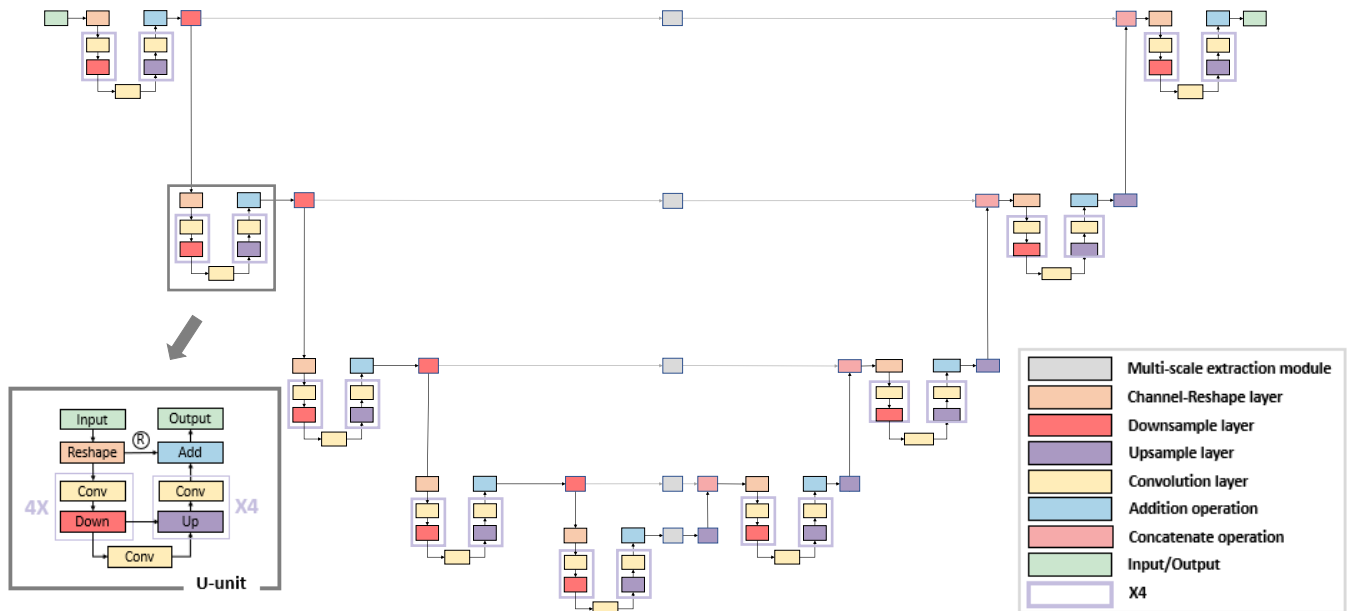 Input
Output
R
Reshape
Add
4X
Conv
Conv
X4
Down
Up
Conv
U-unit
Multi-scale extraction module
Channel-Reshape layer
Downsample layer
Upsample layer
Convolution layer
Addition operation
Concatenate operation
Input/Output
X4